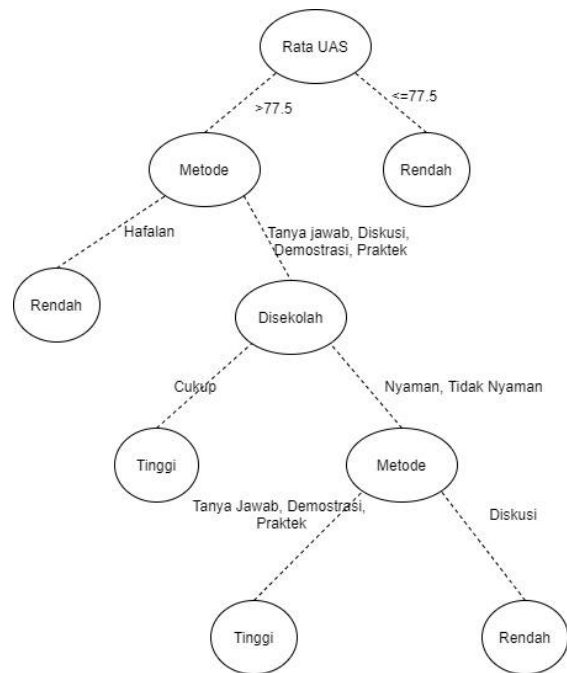 Rata UAS
>77.5
<=77.5
Metode
Rendah
Hafalan
Tanya jawab, Diskusi,
Demostrasi, Praktek
Rendah
Disekolah
Cukup
Nyaman, Tidak Nyaman
Tinggi
Metode
Tanya Jawab, Demostrasi,
Praktek
Diskusi
Tinggi
Rendah